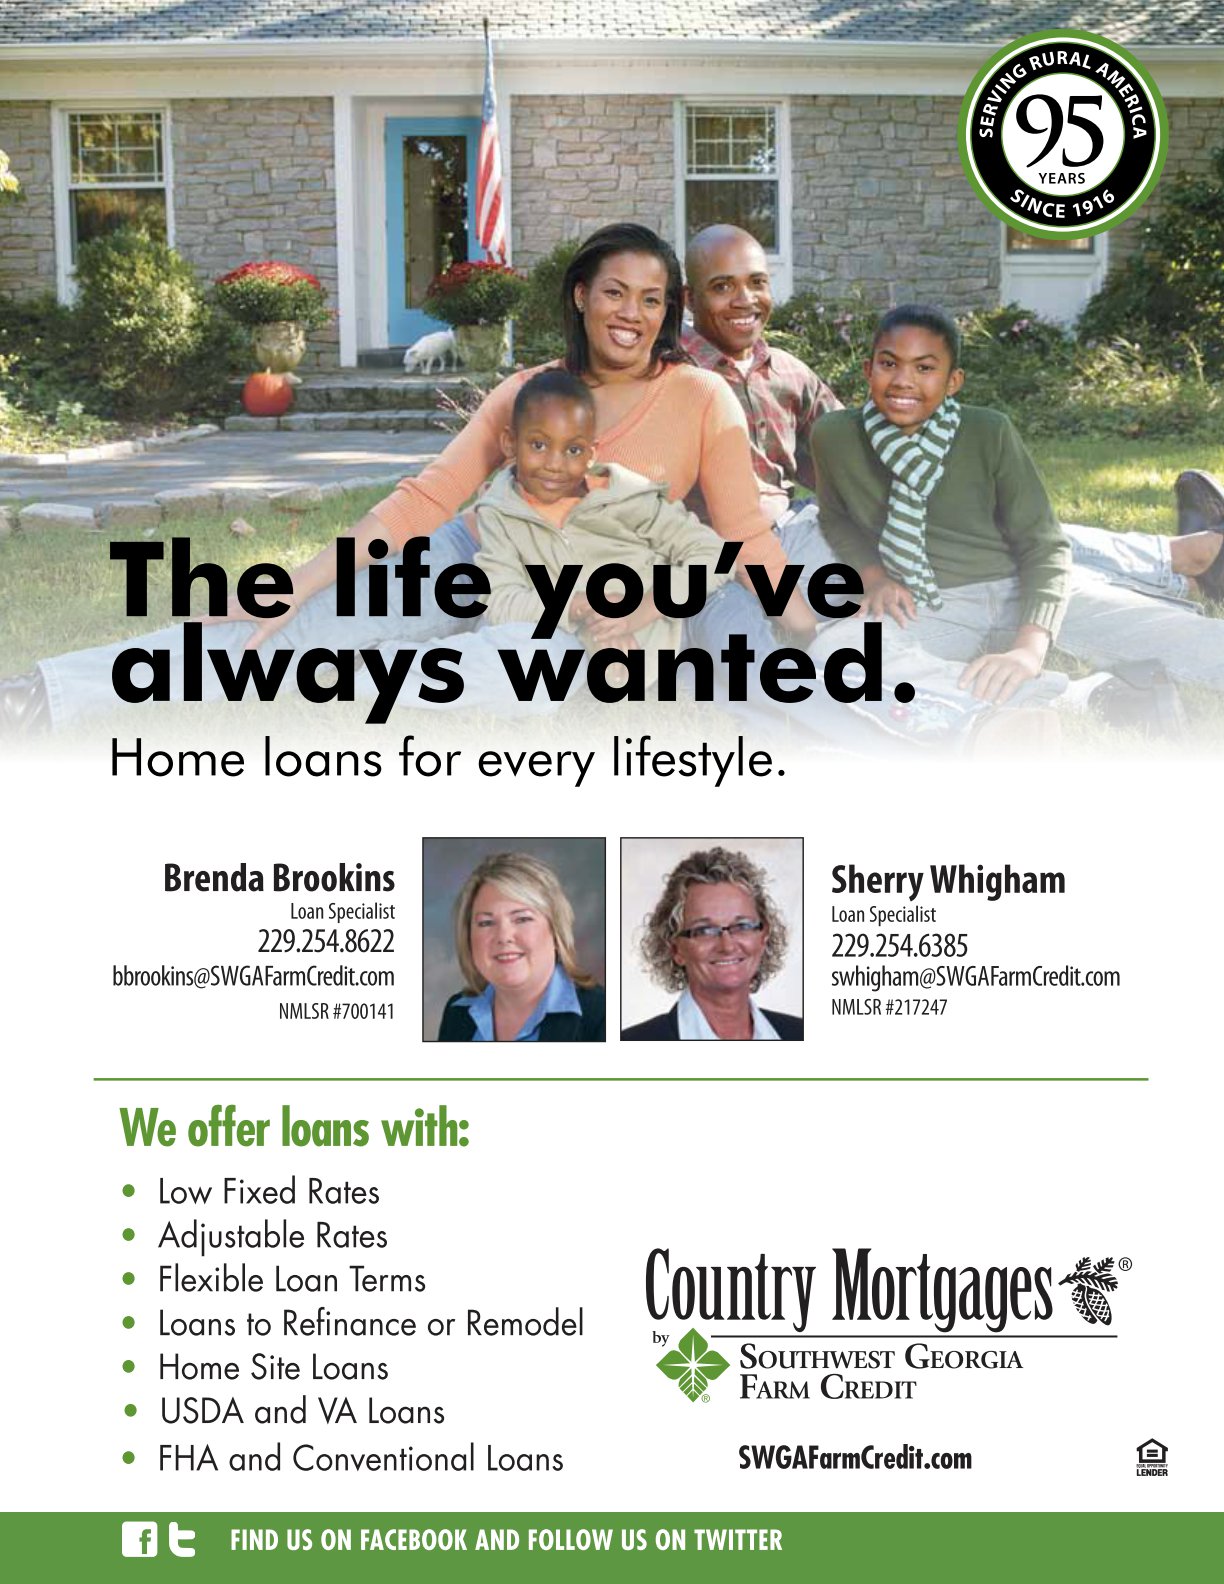 SERVING RURAL AMERICA
95
YEARS
SINCE 1916
The life you've
always wanted.
Home loans for every lifestyle.
Brenda Brookins
Loan Specialist
229.254.8622
bbrookins@SWGAFarmCredit.com
NMLSR #700141
Sherry Whigham
Loan Specialist
229.254.6385
swhigham@SWGAFarmCredit.com
NMLSR #217247
We offer loans with:
• Low Fixed Rates
• Adjustable Rates
• Flexible Loan Terms
• Loans to Refinance or Remodel
• Home Site Loans
• USDA and VA Loans
• FHA and Conventional Loans
Country Mortgages®
by
SOUTHWEST GEORGIA
FARM CREDIT
®
SWGAFarmCredit.com
EQUAL OPPORTUNITY
LENDER
FIND US ON FACEBOOK AND FOLLOW US ON TWITTER